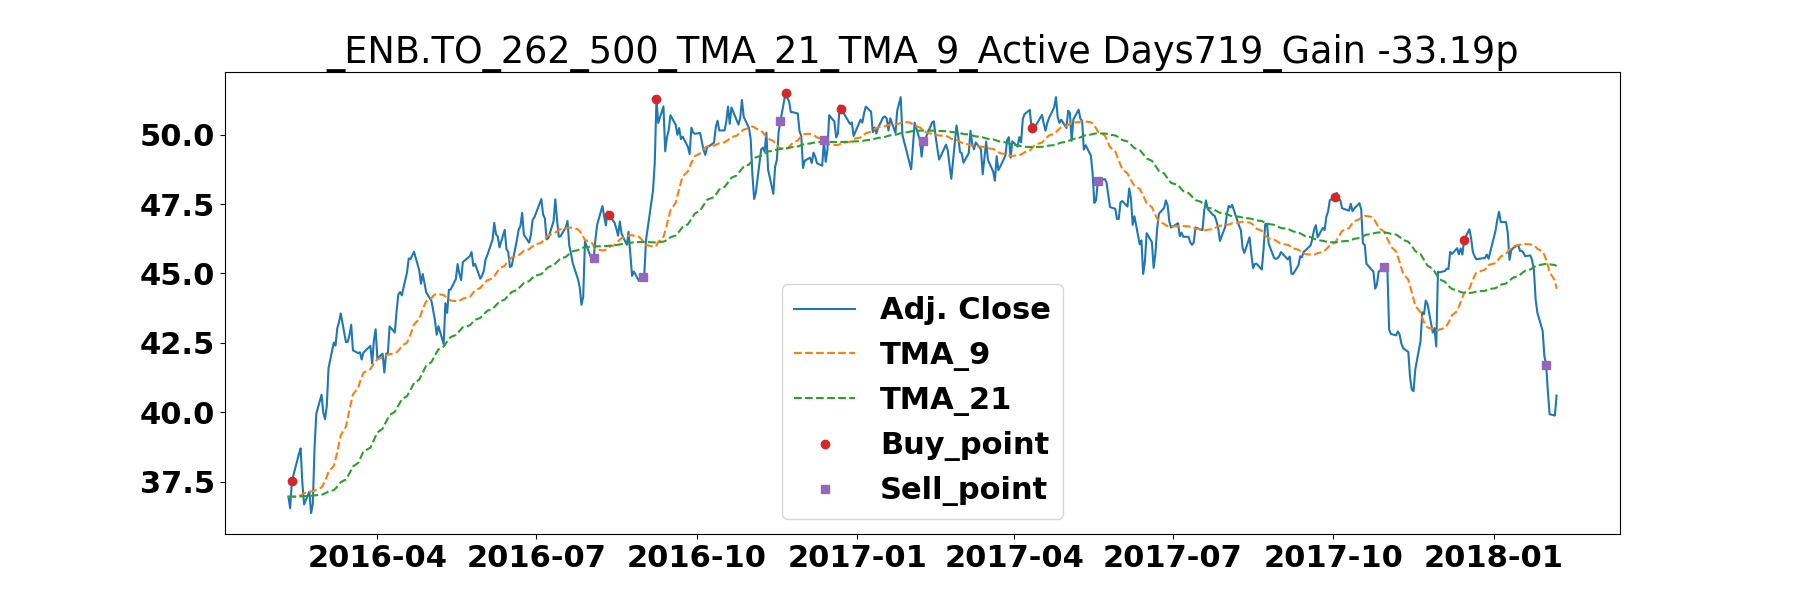 _ENB.TO_262_500_TMA_21_TMA_9_Active Days719_Gain -33.19p
50.0
47.5
45.0
42.5
40.0
37.5
Adj. Close
TMA_9
TMA_21
Buy_point
Sell_point
2016-04 2016-07 2016-10 2017-01 2017-04 2017-07 2017-10 2018-01